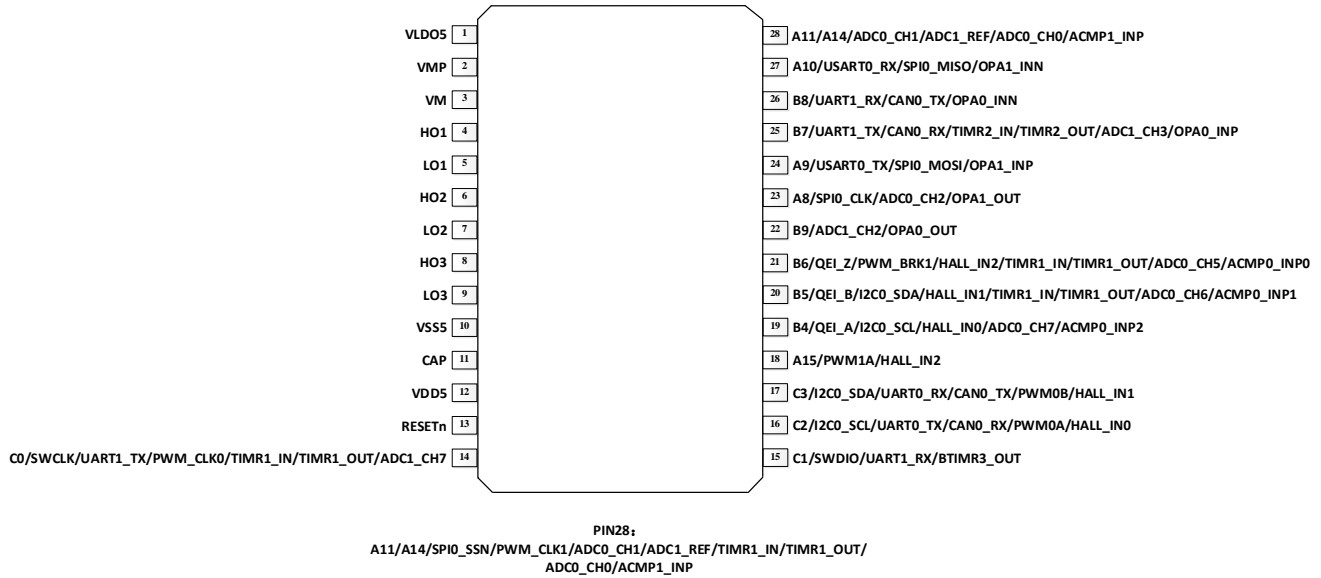 VLDO5 1
VMP 2
VM 3
HO1 4
LO1 5
HO2 6
LO2 7
HO3 8
LO3 9
VSS5 10
CAP 11
VDD5 12
RESETn 13
C0/SWCLK/UART1_TX/PWM_CLK0/TIMR1_IN/TIMR1_OUT/ADC1_CH7 14
28 A11/A14/ADC0_CH1/ADC1_REF/ADC0_CH0/ACMP1_INP
27 A10/USART0_RX/SPI0_MISO/OPA1_INN
26 B8/UART1_RX/CAN0_TX/OPA0_INN
25 B7/UART1_TX/CAN0_RX/TIMR2_IN/TIMR2_OUT/ADC1_CH3/OPA0_INP
24 A9/USART0_TX/SPI0_MOSI/OPA1_INP
23 A8/SPI0_CLK/ADC0_CH2/OPA1_OUT
22 B9/ADC1_CH2/OPA0_OUT
21 B6/QEI_Z/PWM_BRK1/HALL_IN2/TIMR1_IN/TIMR1_OUT/ADC0_CH5/ACMP0_INP0
20 B5/QEI_B/I2C0_SDA/HALL_IN1/TIMR1_IN/TIMR1_OUT/ADC0_CH6/ACMP0_INP1
19 B4/QEI_A/I2C0_SCL/HALL_IN0/ADC0_CH7/ACMP0_INP2
18 A15/PWM1A/HALL_IN2
17 C3/I2C0_SDA/UART0_RX/CAN0_TX/PWM0B/HALL_IN1
16 C2/I2C0_SCL/UART0_TX/CAN0_RX/PWM0A/HALL_IN0
15 C1/SWDIO/UART1_RX/BTIMR3_OUT
PIN28：
A11/A14/SPI0_SSN/PWM_CLK1/ADC0_CH1/ADC1_REF/TIMR1_IN/TIMR1_OUT/
ADC0_CH0/ACMP1_INP